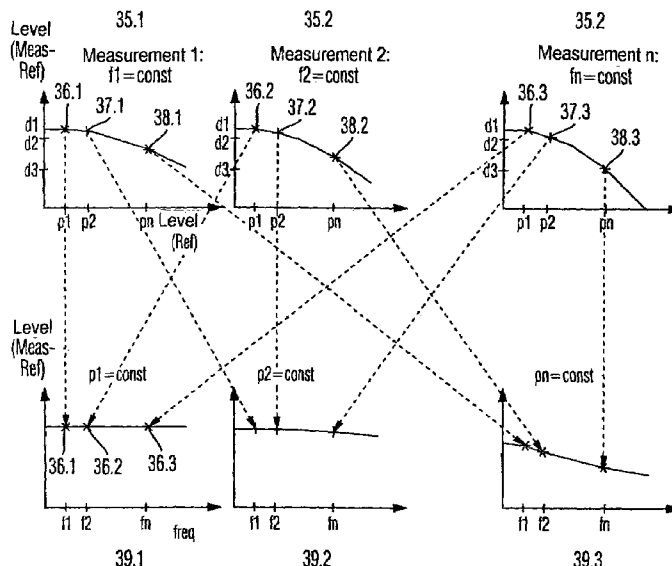 35.1 35.2 35.2
Level
(Meas-
Ref)
Measurement 1:
f1=const
Measurement 2:
f2=const
Measurement n:
fn=const
36.1 37.1 38.1
36.2 37.2 38.2
36.3 37.3 38.3
d1
d2
d3
d1
d2
d3
d1
d2
d3
p1 p2 pn Level
(Ref)
p1 p2 pn
p1 p2 pn
Level
(Meas-
Ref)
p1=const p2=const pn=const
36.1 36.2 36.3
f1 f2 fn freq
f1 f2 fn
f1 f2 fn
39.1 39.2 39.3